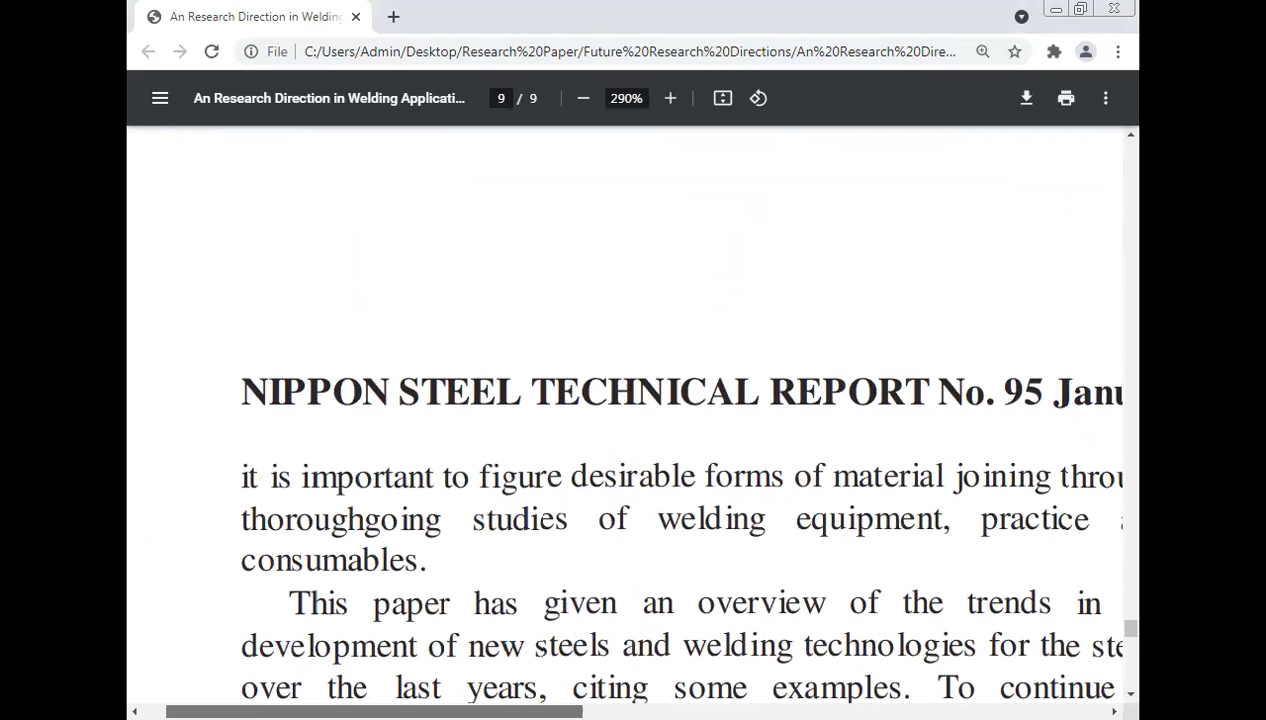 An Research Direction in Welding
File C:/Users/Admin/Desktop/Research%20Paper/Future%20Research%20Directions/An%20Research%20Dire...
An Research Direction in Welding Applicati... 9 / 9 290%
NIPPON STEEL TECHNICAL REPORT No. 95
it is important to figure desirable forms of material joining
thoroughgoing studies of welding equipment, practice
consumables.
This paper has given an overview of the trends in
development of new steels and welding technologies for the
over the last years, citing some examples. To continue